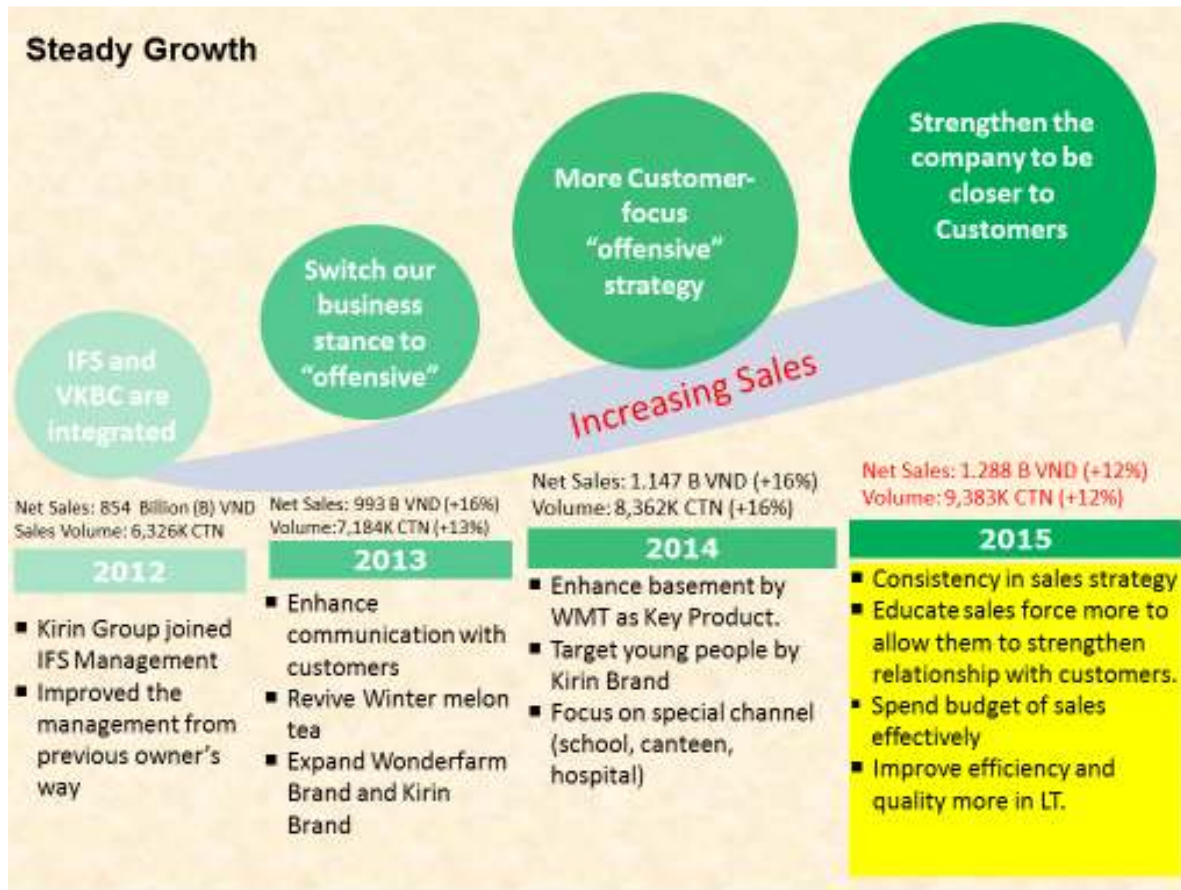 Steady Growth
IFS and
VKBC are
integrated
Switch our
business
stance to
“offensive”
More Customer-
focus
“offensive”
strategy
Strengthen the
company to be
closer to
Customers
Increasing Sales
Net Sales: 854 Billion (B) VND
Sales Volume: 6,326K CTN
2012
▪ Kirin Group joined
IFS Management
▪ Improved the
management from
previous owner’s
way
Net Sales: 993 B VND (+16%)
Volume:7,184K CTN (+13%)
2013
▪ Enhance
communication with
customers
▪ Revive Winter melon
tea
▪ Expand Wonderfarm
Brand and Kirin
Brand
Net Sales: 1.147 B VND (+16%)
Volume: 8,362K CTN (+16%)
2014
▪ Enhance basement by
WMT as Key Product.
▪ Target young people by
Kirin Brand
▪ Focus on special channel
(school, canteen,
hospital)
Net Sales: 1.288 B VND (+12%)
Volume: 9,383K CTN (+12%)
2015
▪ Consistency in sales strategy
▪ Educate sales force more to
allow them to strengthen
relationship with customers.
▪ Spend budget of sales
effectively
▪ Improve efficiency and
quality more in LT.